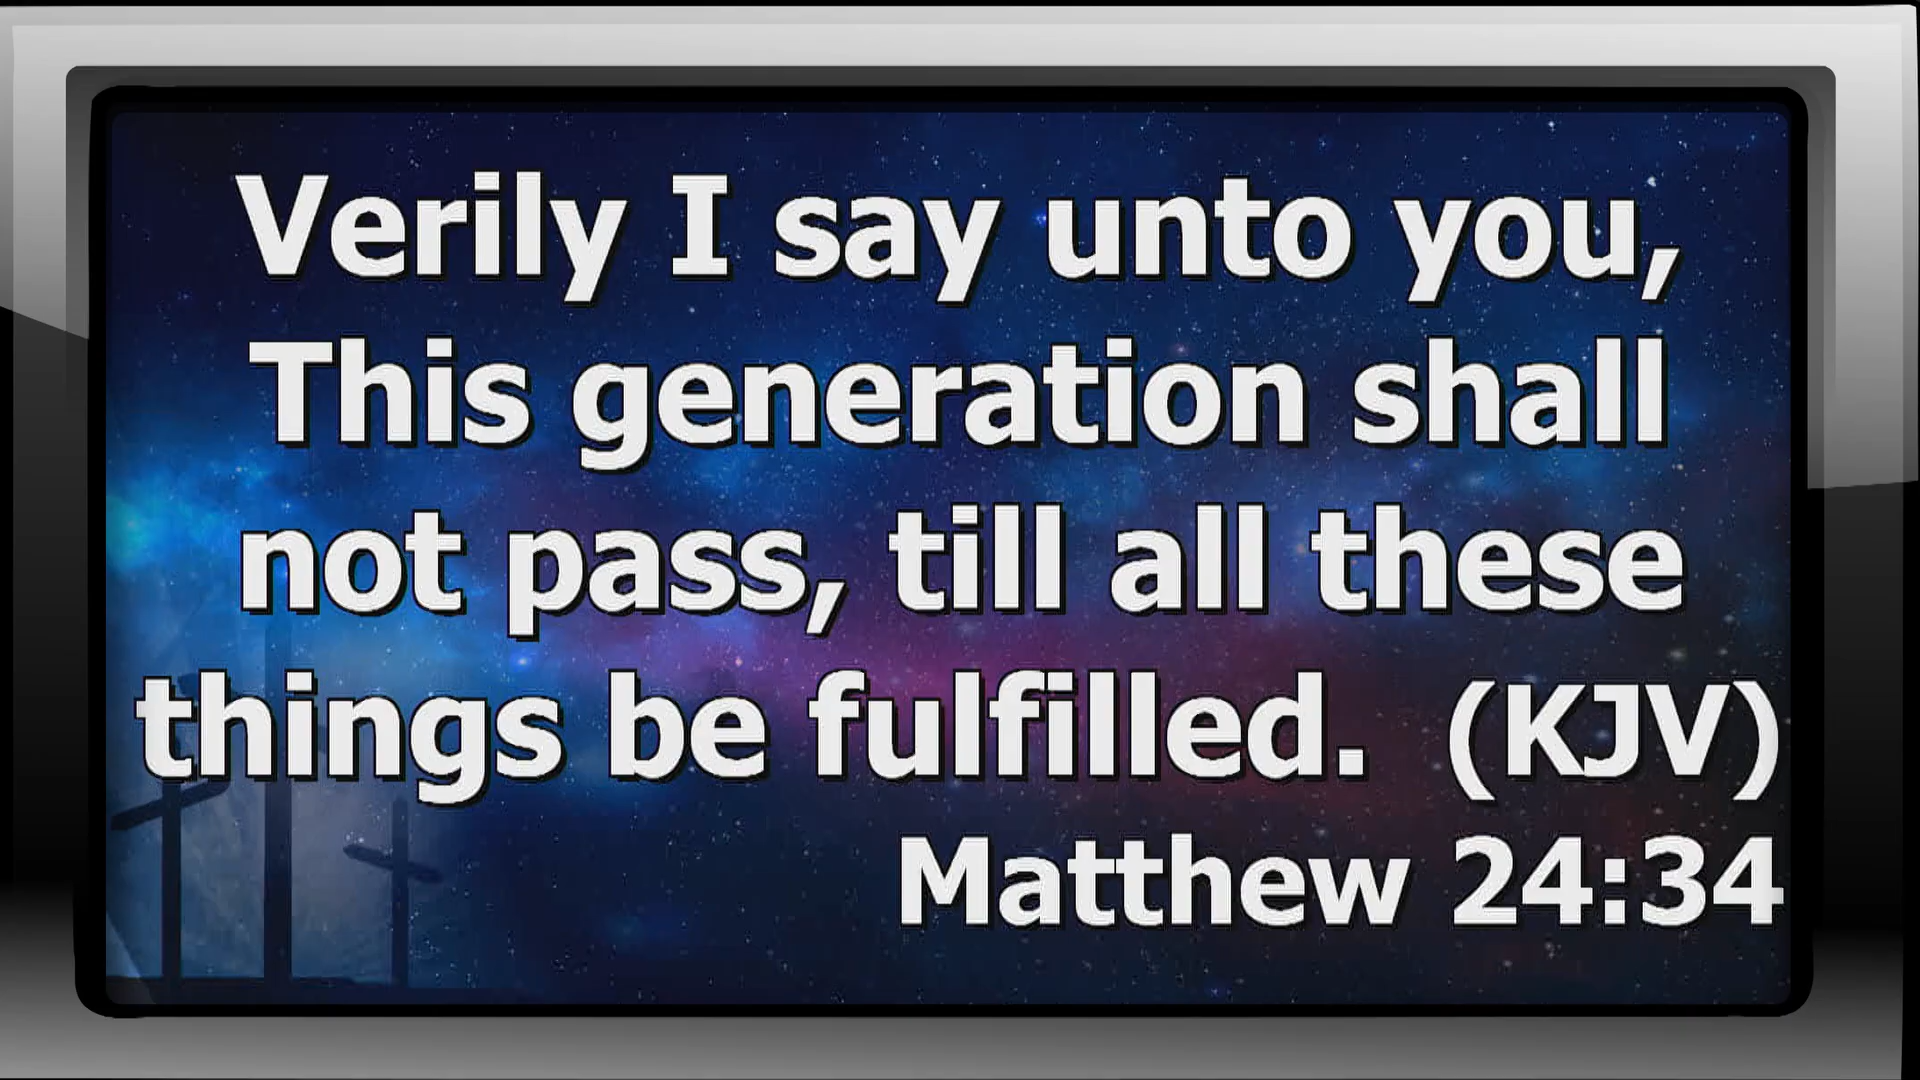 Verily I say unto you,
This generation shall
not pass, till all these
things be fulfilled.  (KJV)
Matthew 24:34